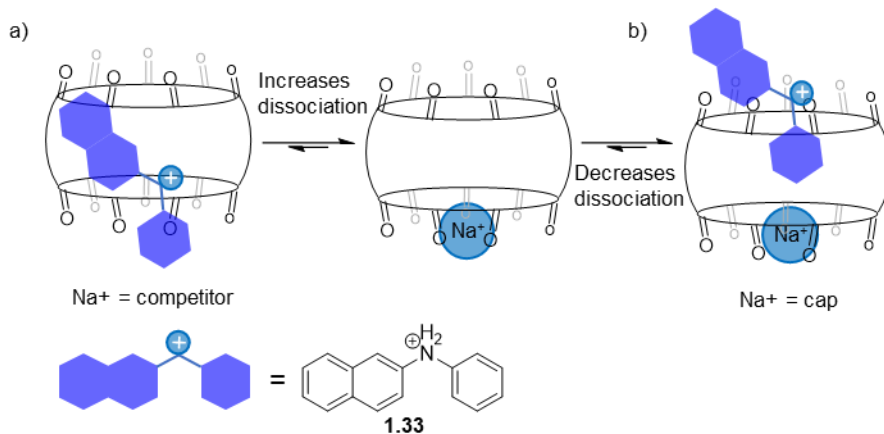 a)
b)
O O O O O O
O O O O O O
Increases
dissociation
O O O O O O
O O O O O O
Na⁺
Decreases
dissociation
O O O O O O
O O O O O O
Na⁺
+
+
Na+ = competitor
Na+ = cap
+
=
H₂
+
N
1.33